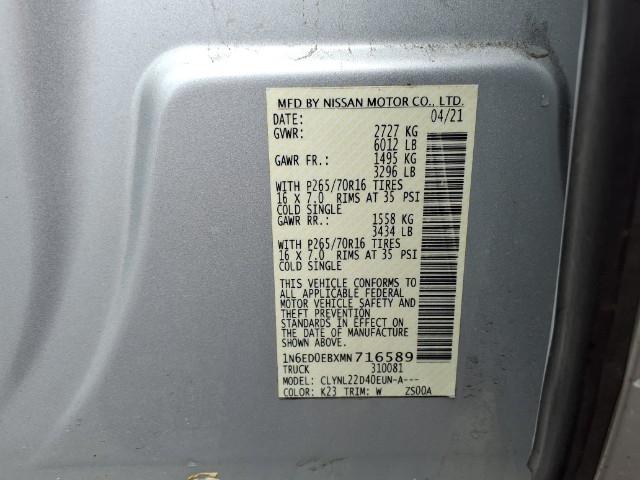 MFD BY NISSAN MOTOR CO., LTD.
DATE: 04/21
GVWR: 2727 KG
6012 LB
GAWR FR.: 1495 KG
3296 LB
WITH P265/70R16 TIRES
16 X 7.0 RIMS AT 35 PSI
COLD SINGLE
GAWR RR.: 1558 KG
3434 LB
WITH P265/70R16 TIRES
16 X 7.0 RIMS AT 35 PSI
COLD SINGLE
THIS VEHICLE CONFORMS TO
ALL APPLICABLE FEDERAL
MOTOR VEHICLE SAFETY AND
THEFT PREVENTION
STANDARDS IN EFFECT ON
THE DATE OF MANUFACTURE
SHOWN ABOVE.
1N6ED0EBXMN716589
TRUCK 310081
MODEL: CLYNL22D40EUN-A---
COLOR: K23 TRIM: W ZS00A